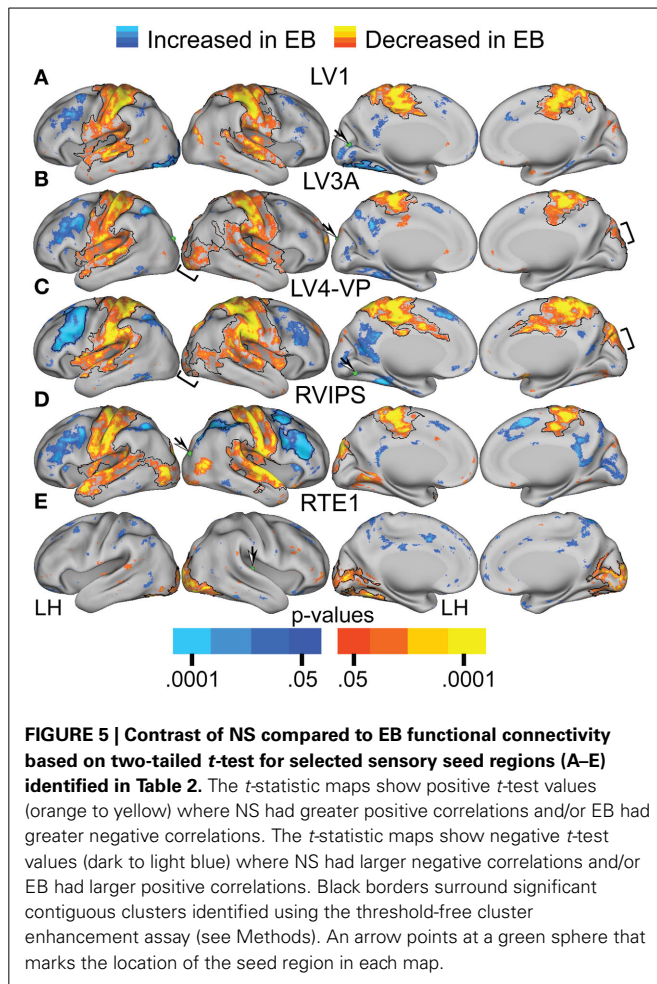 Increased in EB Decreased in EB
A LV1
B LV3A
C LV4-VP
RVIPS
D
E RTE1
LH LH
p-values
.0001 .05 .05 .0001
FIGURE 5 | Contrast of NS compared to EB functional connectivity
based on two-tailed t-test for selected sensory seed regions (A–E)
identified in Table 2. The t-statistic maps show positive t-test values
(orange to yellow) where NS had greater positive correlations and/or EB had
greater negative correlations. The t-statistic maps show negative t-test
values (dark to light blue) where NS had larger negative correlations and/or
EB had larger positive correlations. Black borders surround significant
contiguous clusters identified using the threshold-free cluster
enhancement assay (see Methods). An arrow points at a green sphere that
marks the location of the seed region in each map.